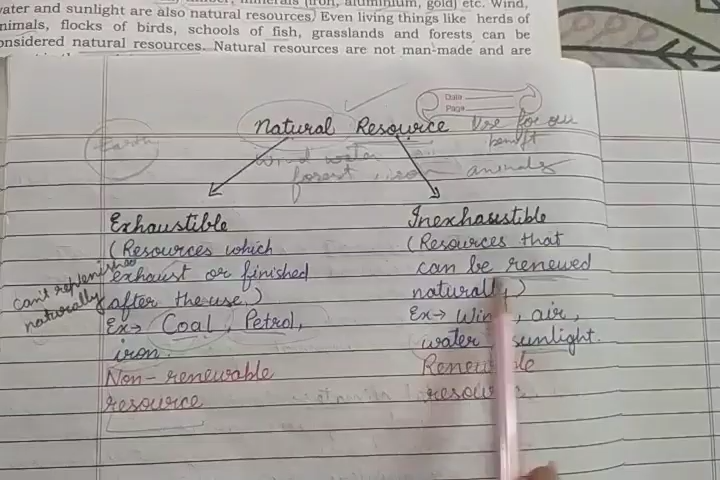 water and sunlight are also natural resources. Even living things like herds of
animals, flocks of birds, schools of fish, grasslands and forests can be
considered natural resources. Natural resources are not man-made and are
Date
Page
Natural Resource Use for our
benefit
Earth
wind water air
forest, iron animals
Exhaustible
(Resources which
exhaust or finished
after the use.)
can't replenish
naturally
Ex→ Coal, Petrol,
iron.
Non-renewable
resource
Inexhaustible
(Resources that
can be renewed
naturally)
Ex→ Wind, air,
water, sunlight.
Renewable
resource